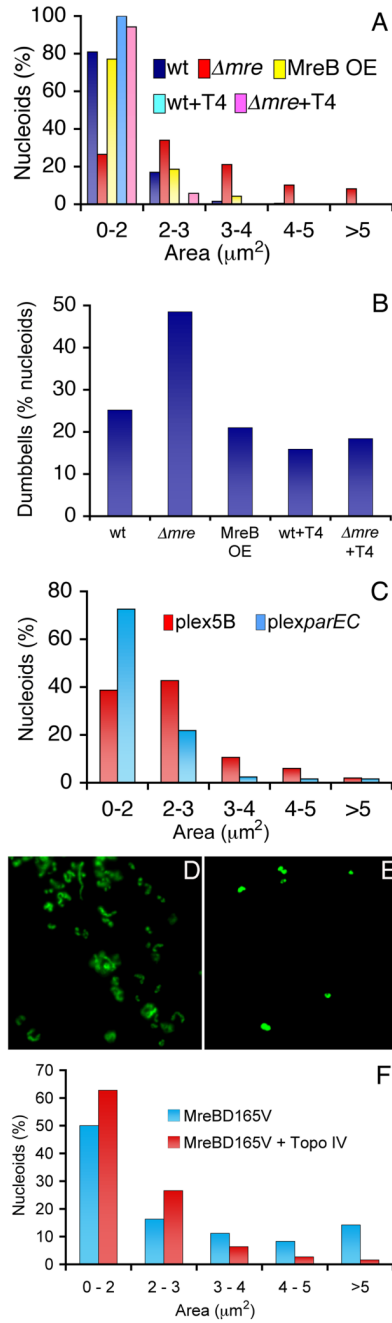 A
wt Δmre MreB OE
wt+T4 Δmre+T4
Nucleoids (%)
100
80
60
40
20
0
0-2 2-3 3-4 4-5 >5
Area (μm²)
B
Dumbbells (% nucleoids)
50
40
30
20
10
0
wt Δmre MreB OE wt+T4 Δmre +T4
C
plex5B plexparEC
Nucleoids (%)
80
60
40
20
0
0-2 2-3 3-4 4-5 >5
Area (μm²)
D E
F
MreBD165V
MreBD165V + Topo IV
Nucleoids (%)
70
60
50
40
30
20
10
0
0 - 2 2 - 3 3 - 4 4 - 5 >5
Area (μm²)